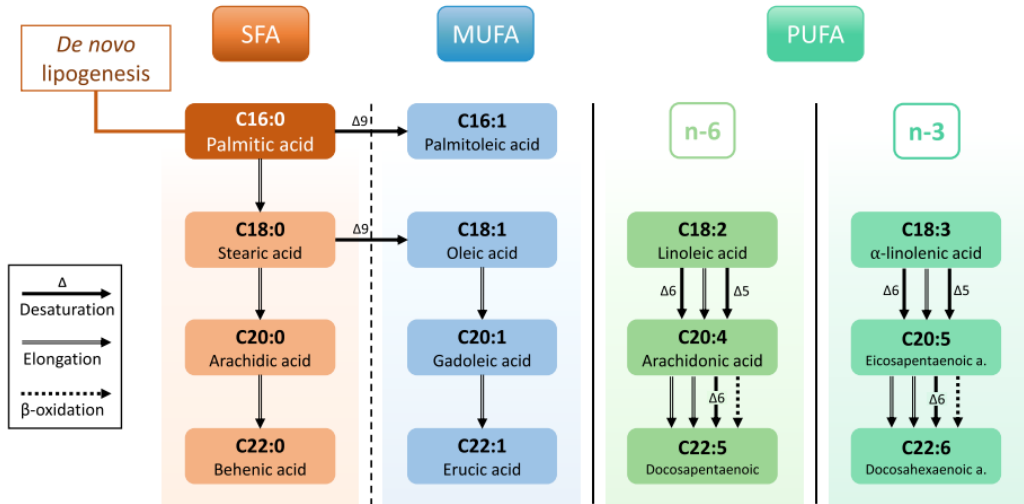 SFA
MUFA
PUFA
De novo
lipogenesis
C16:0
Palmitic acid
Δ9
C16:1
Palmitoleic acid
n-6
n-3
C18:0
Stearic acid
Δ9
C18:1
Oleic acid
C18:2
Linoleic acid
C18:3
α-linolenic acid
Δ
Desaturation
Elongation
β-oxidation
Δ6
Δ5
Δ6
Δ5
C20:0
Arachidic acid
C20:1
Gadoleic acid
C20:4
Arachidonic acid
C20:5
Eicosapentaenoic a.
Δ6
Δ6
C22:0
Behenic acid
C22:1
Erucic acid
C22:5
Docosapentaenoic
C22:6
Docosahexaenoic a.